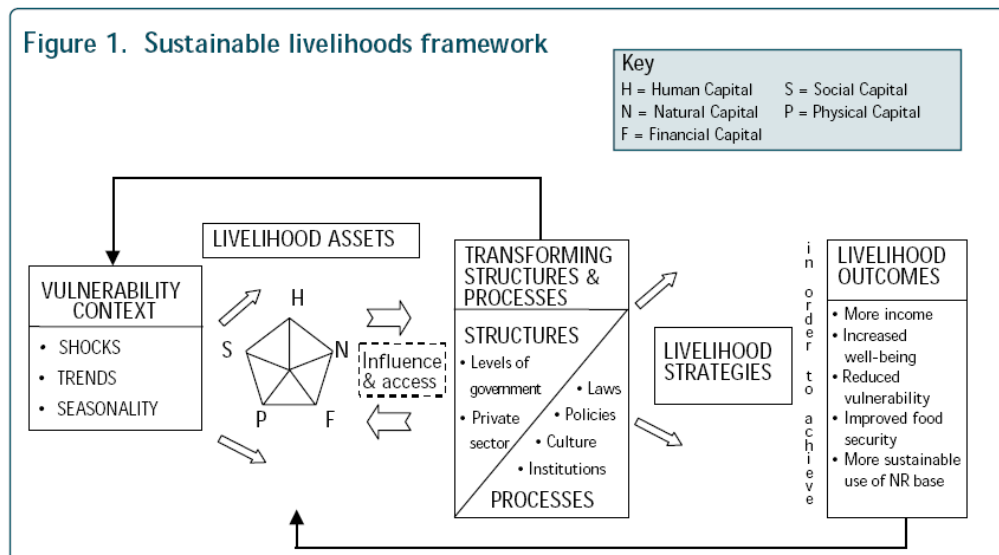 Figure 1. Sustainable livelihoods framework
Key
H = Human Capital S = Social Capital
N = Natural Capital P = Physical Capital
F = Financial Capital
LIVELIHOOD ASSETS
VULNERABILITY
CONTEXT
• SHOCKS
• TRENDS
• SEASONALITY
H
S
N
P
F
Influence
& access
TRANSFORMING
STRUCTURES &
PROCESSES
STRUCTURES
• Levels of
government
• Private
sector
• Laws
• Policies
• Culture
• Institutions
PROCESSES
LIVELIHOOD
STRATEGIES
in order to achieve
LIVELIHOOD
OUTCOMES
• More income
• Increased
well-being
• Reduced
vulnerability
• Improved food
security
• More sustainable
use of NR base